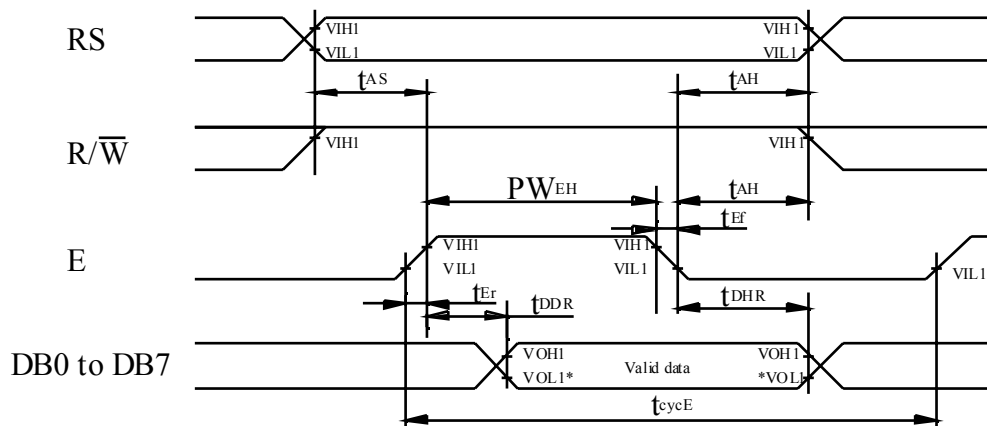 RS
VIH1
VIL1
VIH1
VIL1
tAS
tAH
R/W̅
VIH1
VIH1
PWEH
tAH
tEf
E
VIH1
VIL1
VIH1
VIL1
VIL1
tEr
tDDR
tDHR
DB0 to DB7
VOH1
VOL1*
Valid data
VOH1
*VOL1
tcycE